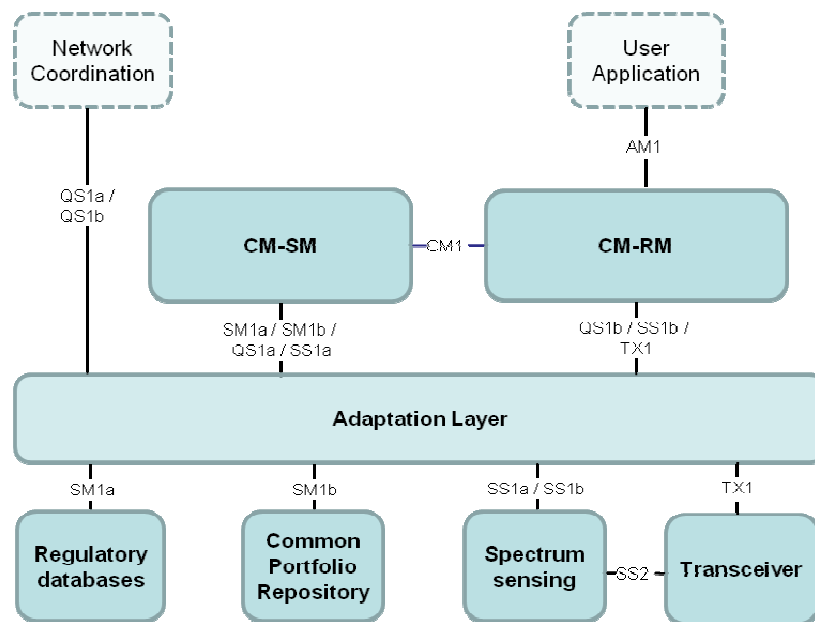 Network
Coordination
User
Application
AM1
QS1a /
QS1b
CM-SM
CM1
CM-RM
SM1a / SM1b /
QS1a / SS1a
QS1b / SS1b /
TX1
Adaptation Layer
SM1a
SM1b
SS1a / SS1b
TX1
Regulatory
databases
Common
Portfolio
Repository
Spectrum
sensing
SS2
Transceiver